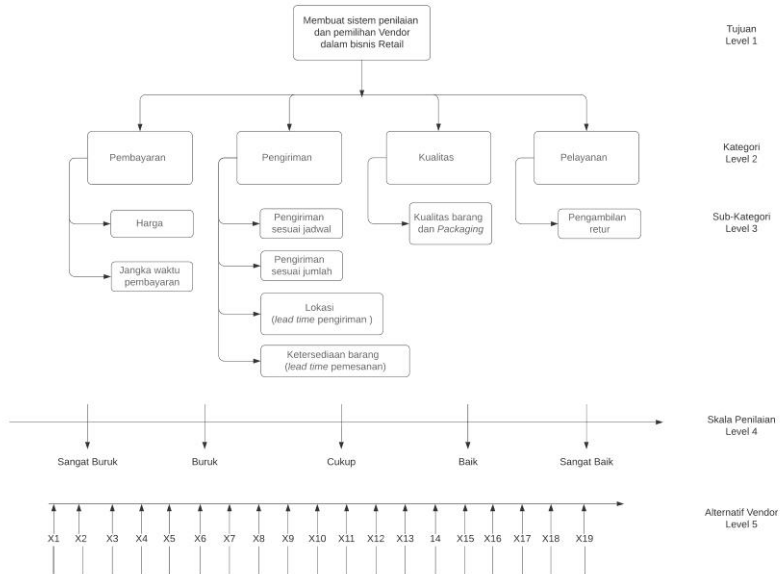 Membuat sistem penilaian
dan pemilihan Vendor
dalam bisnis Retail
Tujuan
Level 1
Pembayaran
Pengiriman
Kualitas
Pelayanan
Kategori
Level 2
Harga
Pengiriman
sesuai jadwal
Kualitas barang
dan Packaging
Pengambilan
retur
Sub-Kategori
Level 3
Jangka waktu
pembayaran
Pengiriman
sesuai jumlah
Lokasi
(lead time pengiriman )
Ketersediaan barang
(lead time pemesanan)
Skala Penilaian
Level 4
Sangat Buruk
Buruk
Cukup
Baik
Sangat Baik
Alternatif Vendor
Level 5
X1 X2 X3 X4 X5 X6 X7 X8 X9 X10 X11 X12 X13 14 X15 X16 X17 X18 X19